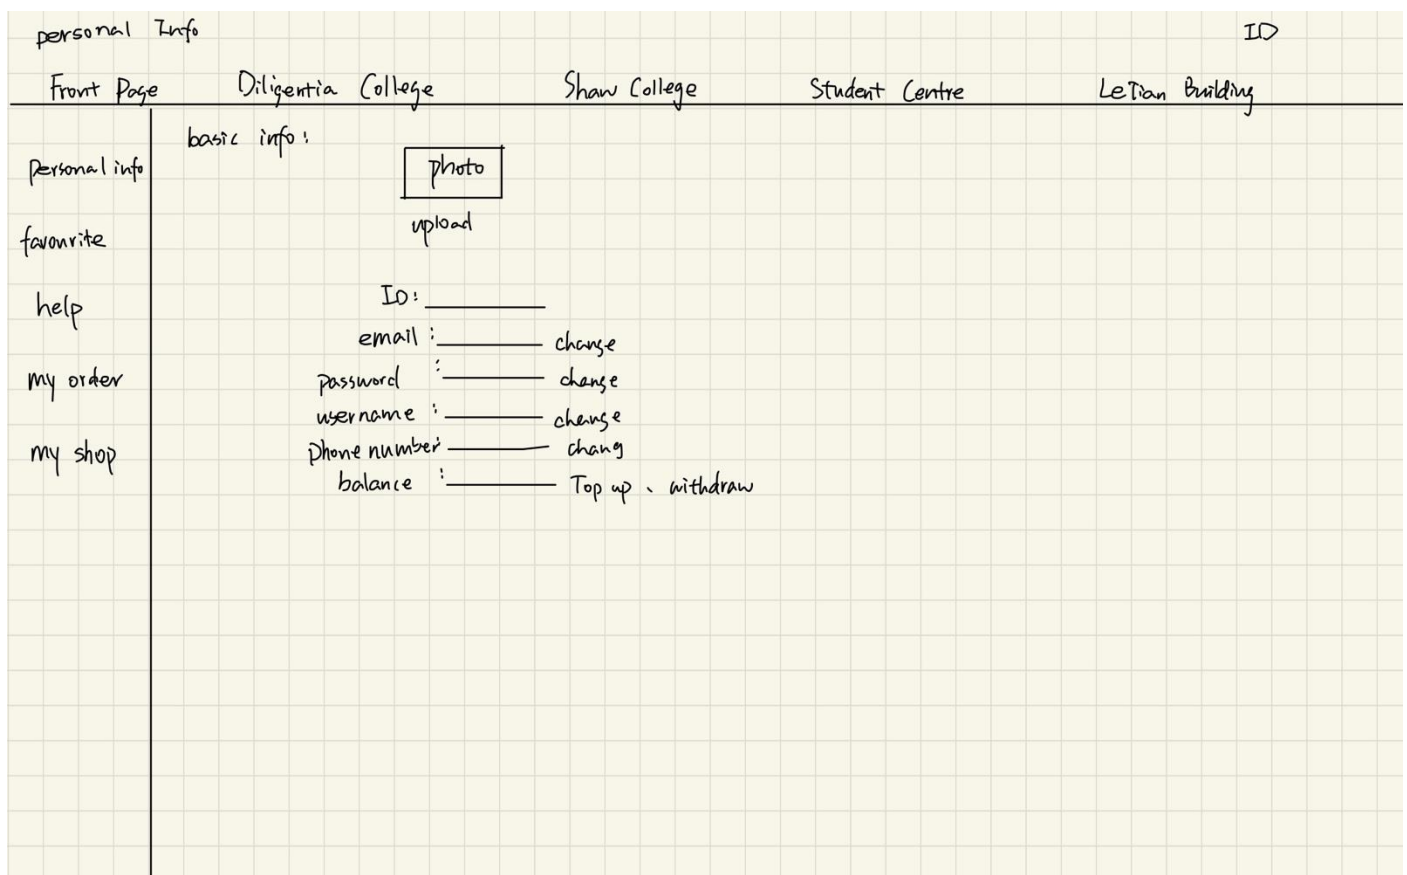 personal Info ID
Front Page Diligentia College Shaw College Student Centre LeTian Building
basic info:
Personal info
photo
upload
favourite
help
ID:
email : change
my order
password : change
username : change
my shop
phone number: chang
balance : Top up、withdraw